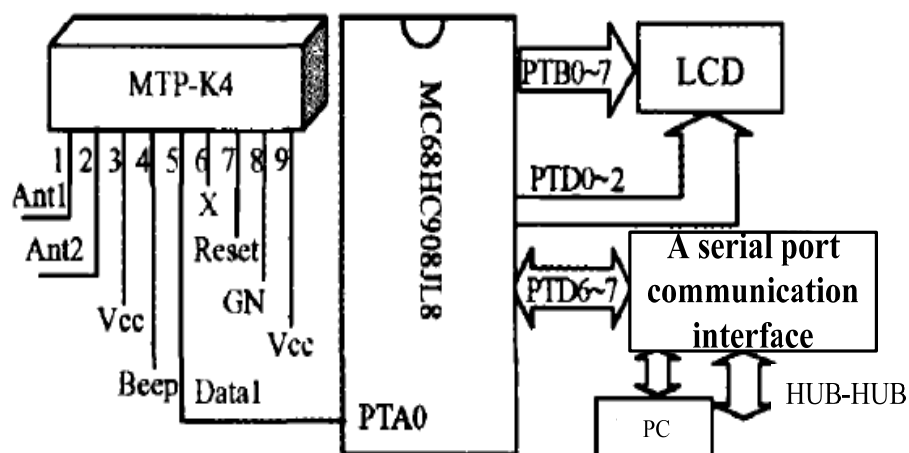 MTP-K4
1 2 3 4 5 6 7 8 9
Ant1
Ant2
Vcc
Beep
Data1
X
Reset
GN
Vcc
MC68HC908JL8
PTA0
PTB0~7
LCD
PTD0~2
PTD6~7
A serial port
communication
interface
HUB-HUB
PC